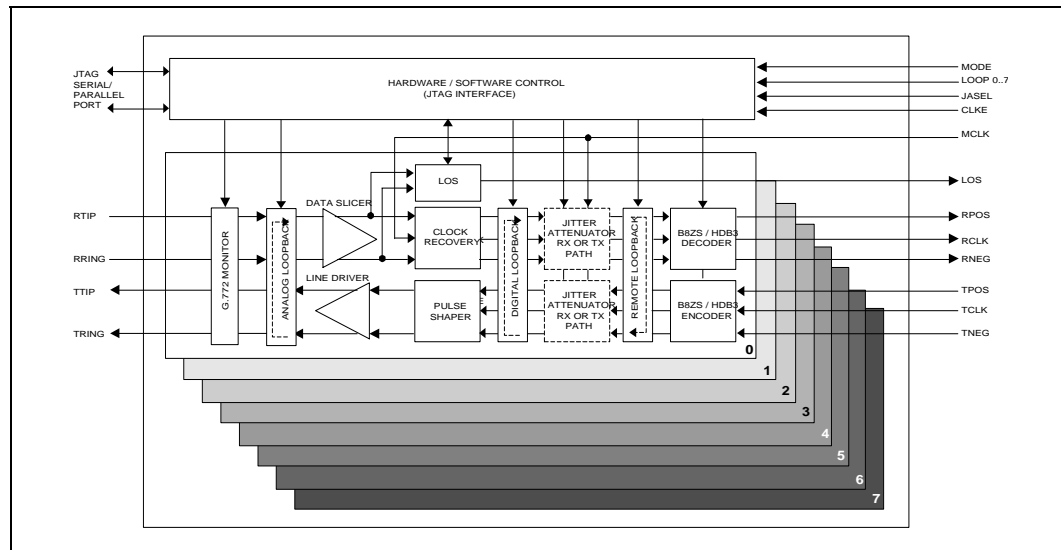 JTAG
SERIAL/
PARALLEL
PORT
HARDWARE / SOFTWARE CONTROL
(JTAG INTERFACE)
MODE
LOOP 0..7
JASEL
CLKE
MCLK
LOS
LOS
RTIP
RRING
TTIP
TRING
G.772 MONITOR
ANALOG LOOPBACK
DATA SLICER
LINE DRIVER
CLOCK
RECOVERY
PULSE
SHAPER
DIGITAL LOOPBACK
JITTER
ATTENUATOR
RX OR TX
PATH
JITTER
ATTENUATOR
RX OR TX
PATH
REMOTE LOOPBACK
B8ZS / HDB3
DECODER
B8ZS / HDB3
ENCODER
RPOS
RCLK
RNEG
TPOS
TCLK
TNEG
0
1
2
3
4
5
6
7